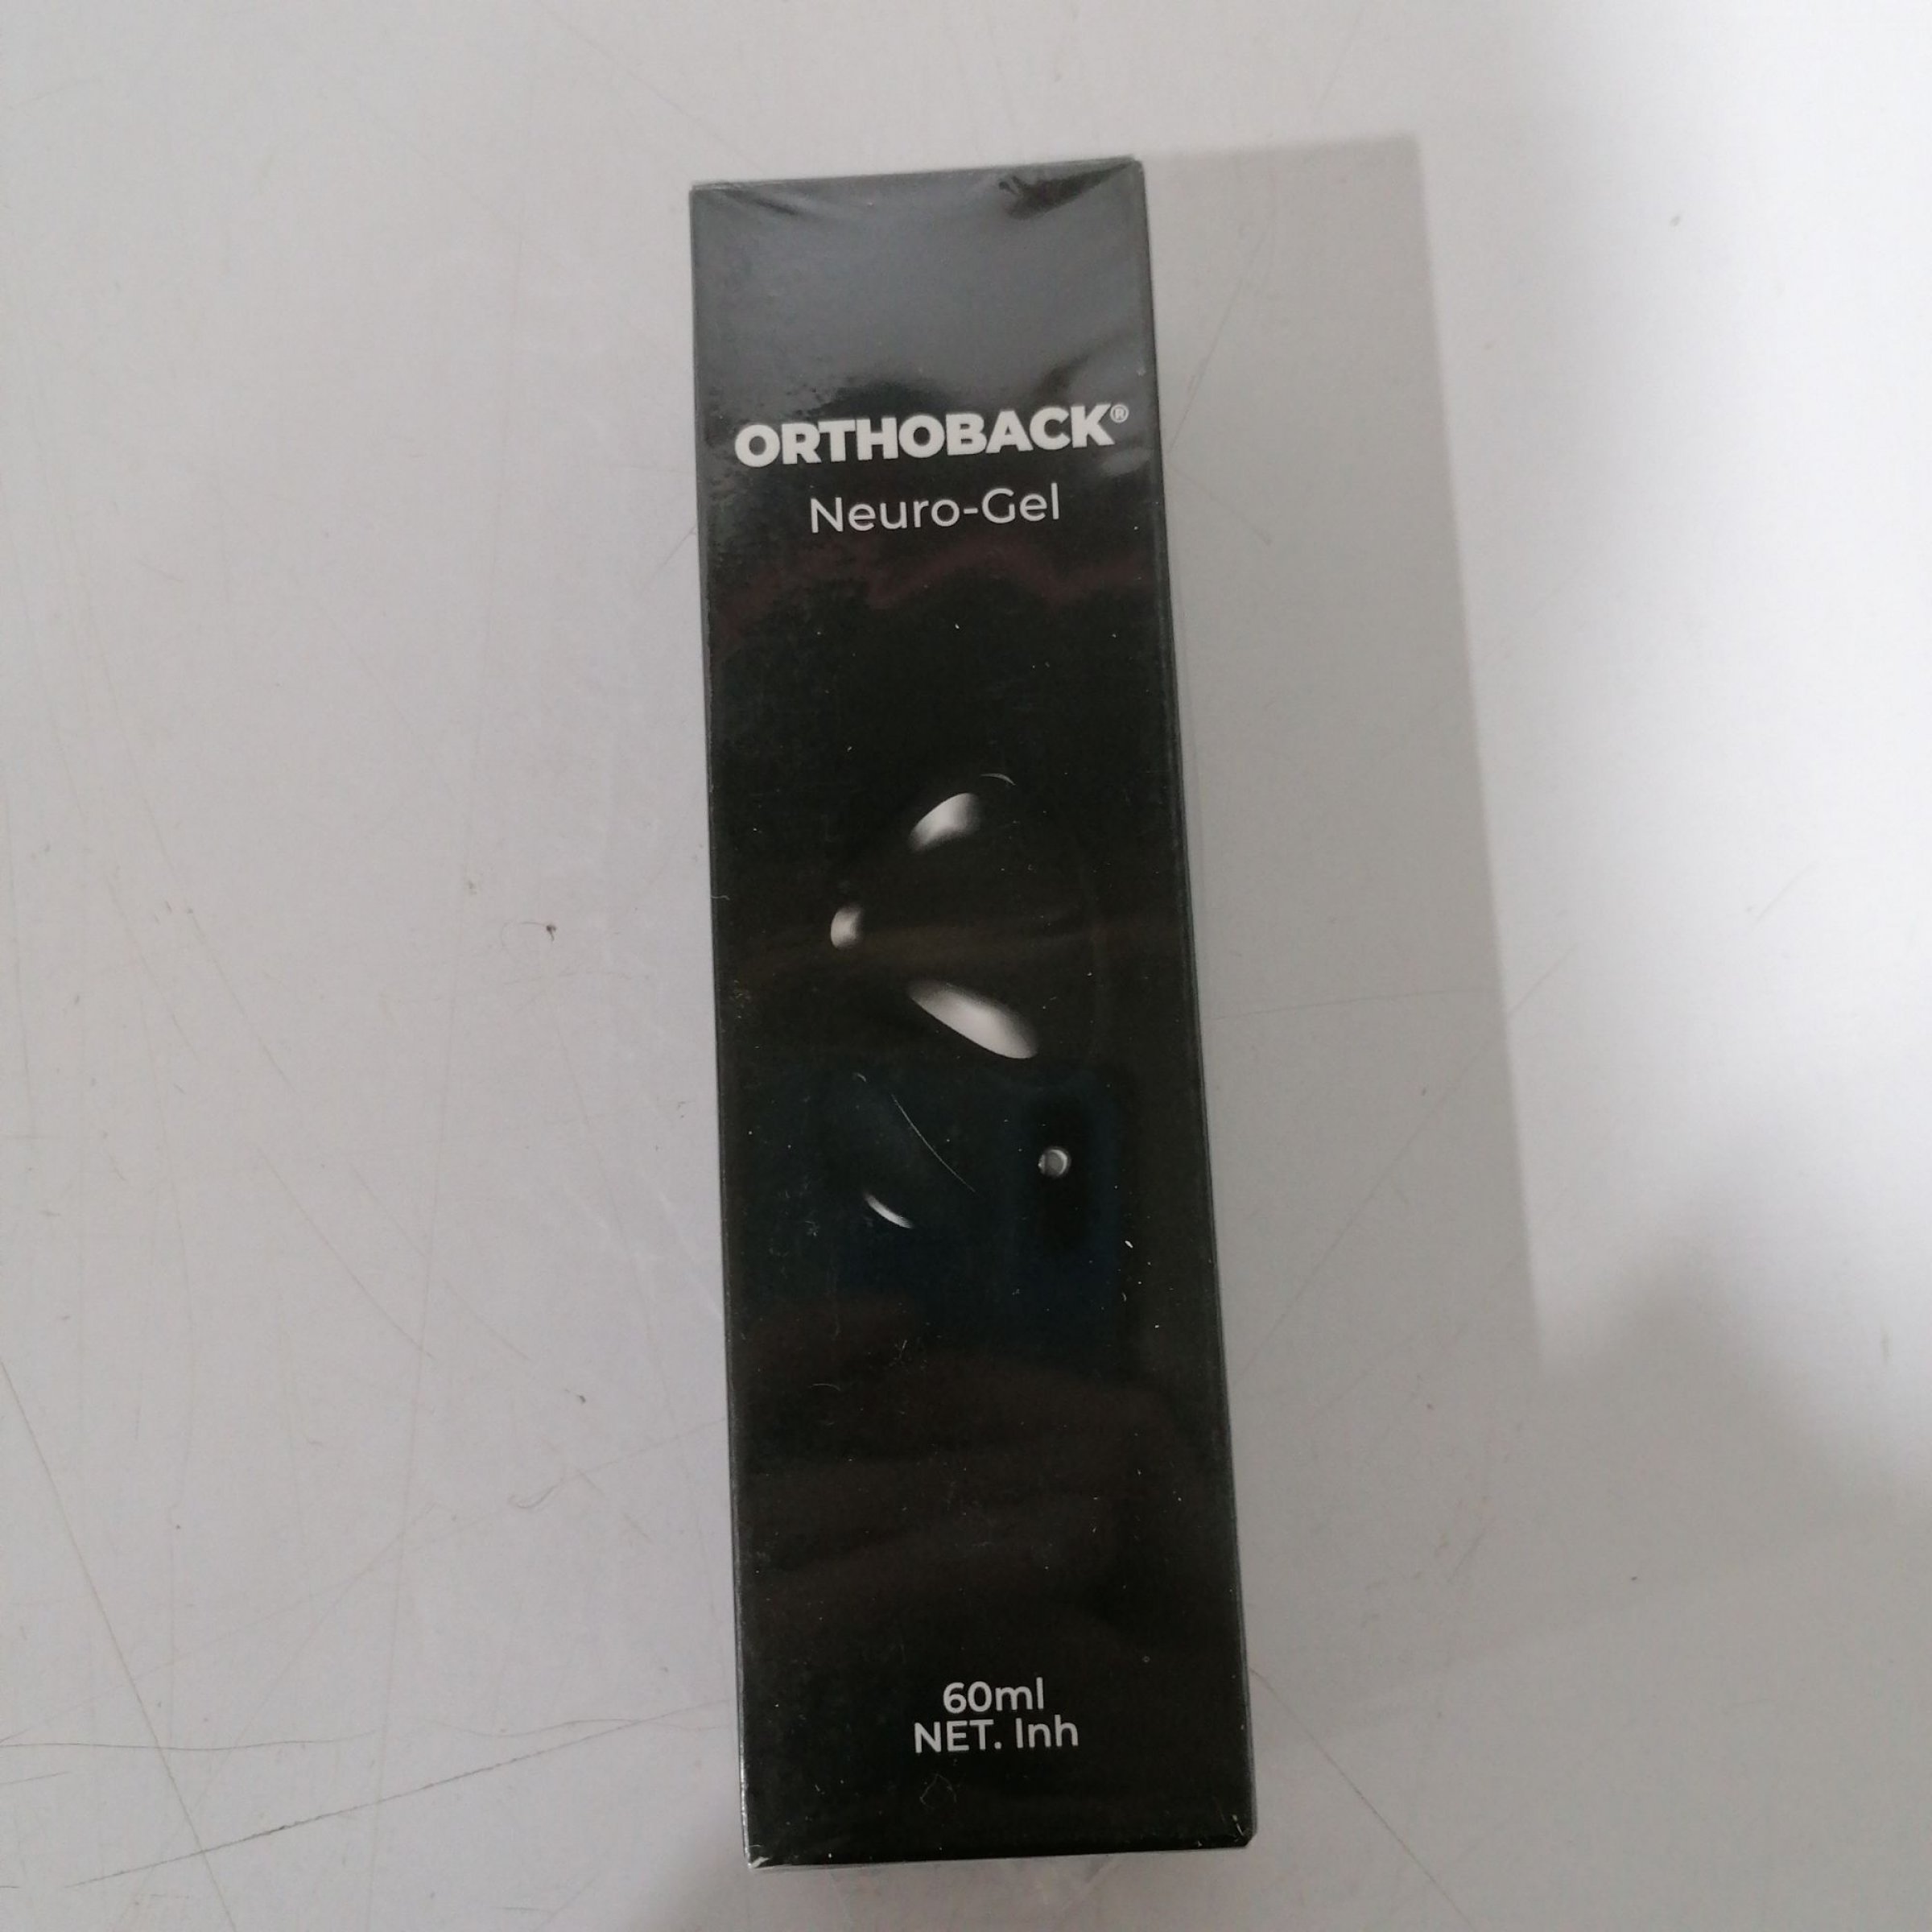 ORTHOBACK®
Neuro-Gel
60ml
NET. Inh